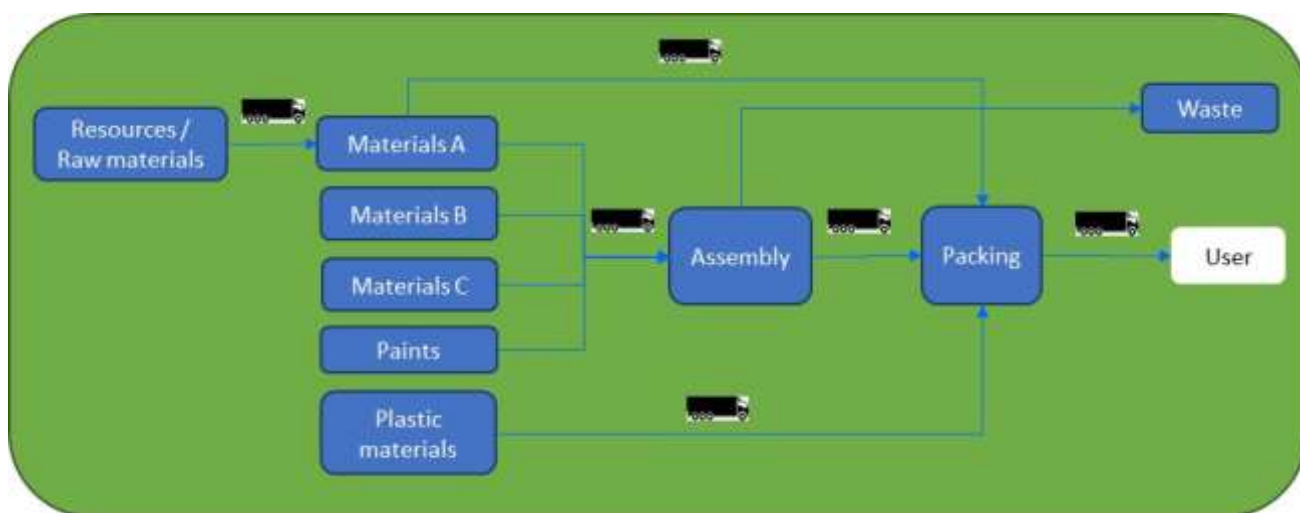 Resources /
Raw materials
Materials A
Materials B
Materials C
Paints
Plastic
materials
Assembly
Packing
Waste
User